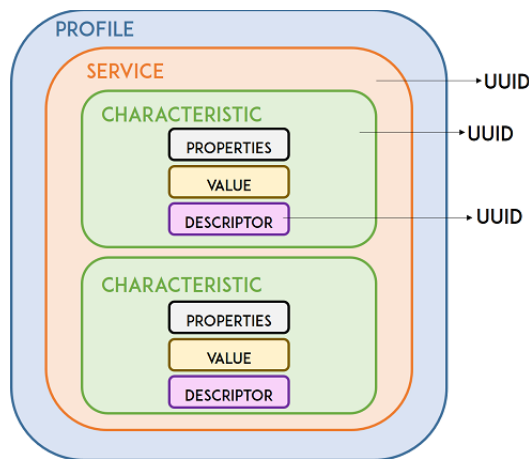 PROFILE
SERVICE
UUID
CHARACTERISTIC
UUID
PROPERTIES
VALUE
DESCRIPTOR
UUID
CHARACTERISTIC
PROPERTIES
VALUE
DESCRIPTOR